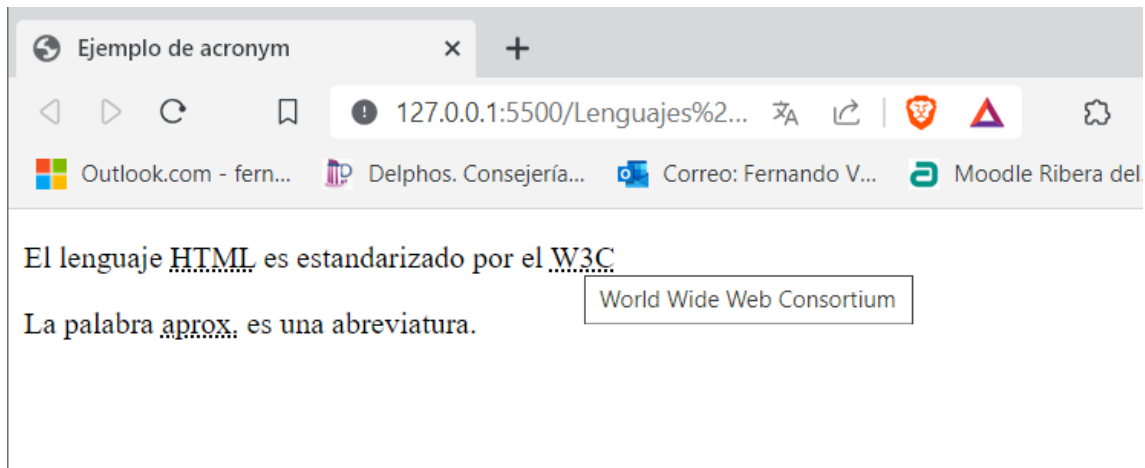 Ejemplo de acronym
127.0.0.1:5500/Lenguajes%2...
Outlook.com - fern... Delphos. Consejería... Correo: Fernando V... Moodle Ribera del
El lenguaje HTML es estandarizado por el W3C
World Wide Web Consortium
La palabra aprox. es una abreviatura.